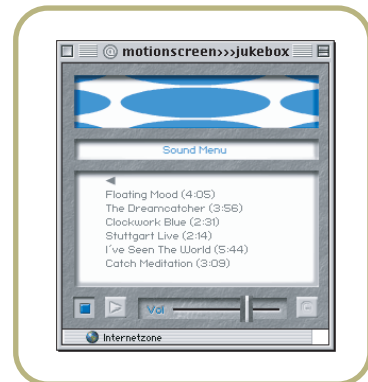 @ motionscreen>>>jukebox
Sound Menu
Floating Mood (4:05)
The Dreamcatcher (3:56)
Clockwork Blue (2:31)
Stuttgart Live (2:14)
I´ve Seen The World (5:44)
Catch Meditation (3:09)
Vol
Internetzone